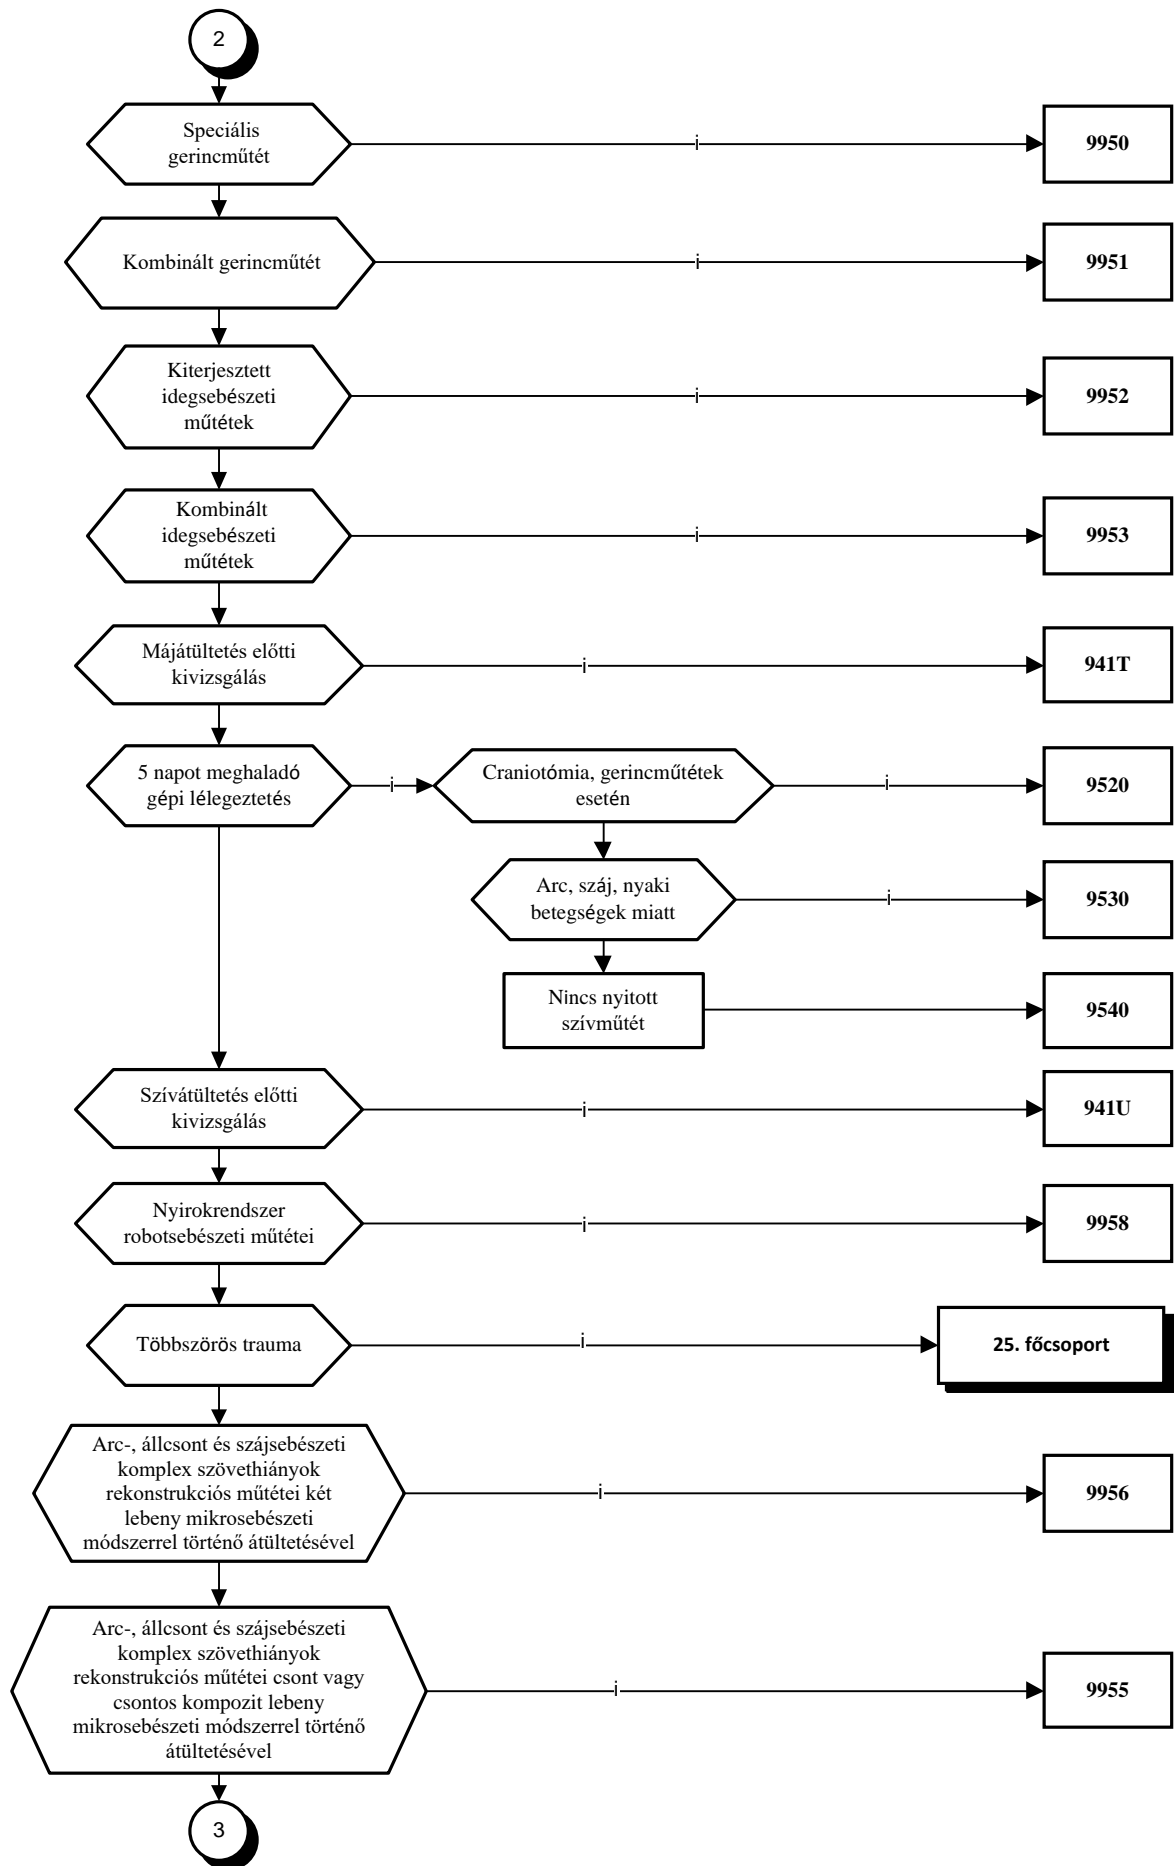 2
Speciális
gerincműtét
i
9950
Kombinált gerincműtét
i
9951
Kiterjesztett
idegsebészeti
műtétek
i
9952
Kombinált
idegsebészeti
műtétek
i
9953
Májátültetés előtti
kivizsgálás
i
941T
5 napot meghaladó
gépi lélegeztetés
i
Craniotómia, gerincműtétek
esetén
i
9520
Arc, száj, nyaki
betegségek miatt
i
9530
Nincs nyitott
szívműtét
9540
Szívátültetés előtti
kivizsgálás
i
941U
Nyirokrendszer
robotsebészeti műtétei
i
9958
Többszörös trauma
i
25. főcsoport
Arc-, állcsont és szájsebészeti
komplex szövethiányok
rekonstrukciós műtétei két
lebeny mikrosebészeti
módszerrel történő átültetésével
i
9956
Arc-, állcsont és szájsebészeti
komplex szövethiányok
rekonstrukciós műtétei csont vagy
csontos kompozit lebeny
mikrosebészeti módszerrel történő
átültetésével
i
9955
3